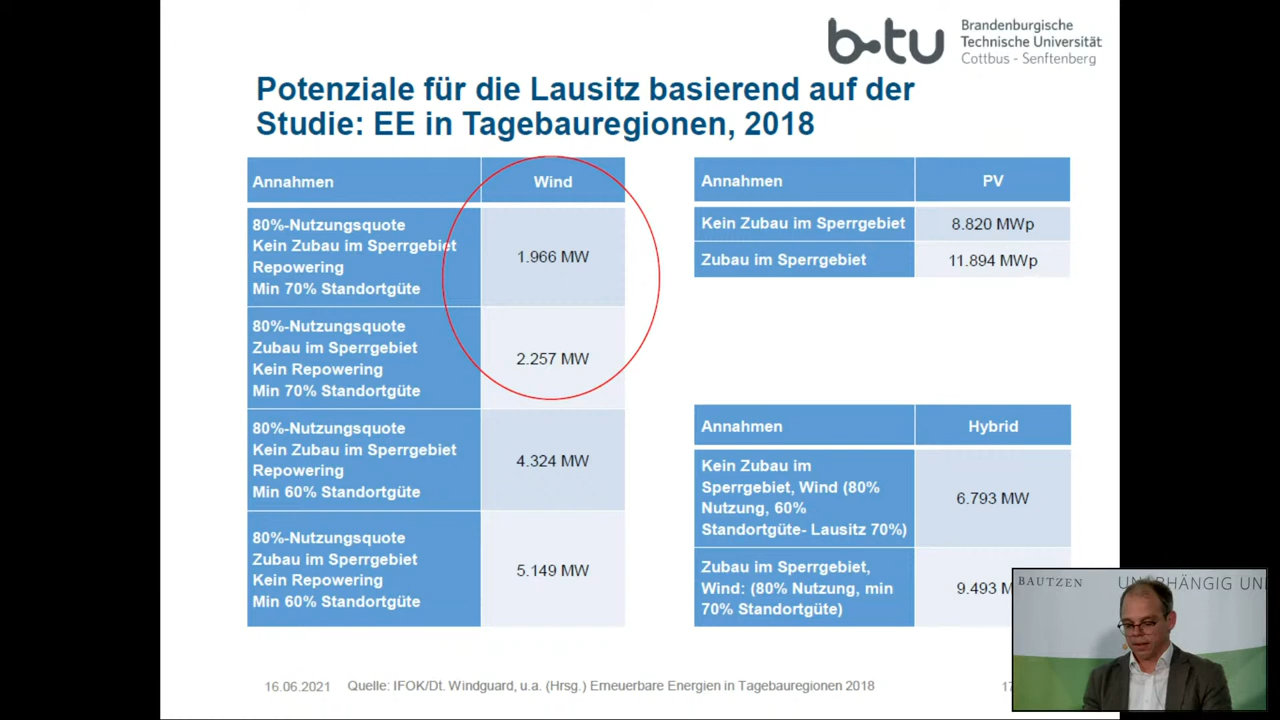 b-tu
Brandenburgische
Technische Universität
Cottbus - Senftenberg
Potenziale für die Lausitz basierend auf der
Studie: EE in Tagebauregionen, 2018
Annahmen
Wind
80%-Nutzungsquote
Kein Zubau im Sperrgebiet
Repowering
Min 70% Standortgüte
1.966 MW
80%-Nutzungsquote
Zubau im Sperrgebiet
Kein Repowering
Min 70% Standortgüte
2.257 MW
80%-Nutzungsquote
Kein Zubau im Sperrgebiet
Repowering
Min 60% Standortgüte
4.324 MW
80%-Nutzungsquote
Zubau im Sperrgebiet
Kein Repowering
Min 60% Standortgüte
5.149 MW
Annahmen
PV
Kein Zubau im Sperrgebiet
8.820 MWp
Zubau im Sperrgebiet
11.894 MWp
Annahmen
Hybrid
Kein Zubau im
Sperrgebiet, Wind (80%
Nutzung, 60%
Standortgüte- Lausitz 70%)
6.793 MW
Zubau im Sperrgebiet,
Wind: (80% Nutzung, min
70% Standortgüte)
9.493 M
BAUTZEN
UNABHÄNGIG UN
16.06.2021
Quelle: IFOK/Dt. Windguard, u.a. (Hrsg.) Erneuerbare Energien in Tagebauregionen 2018